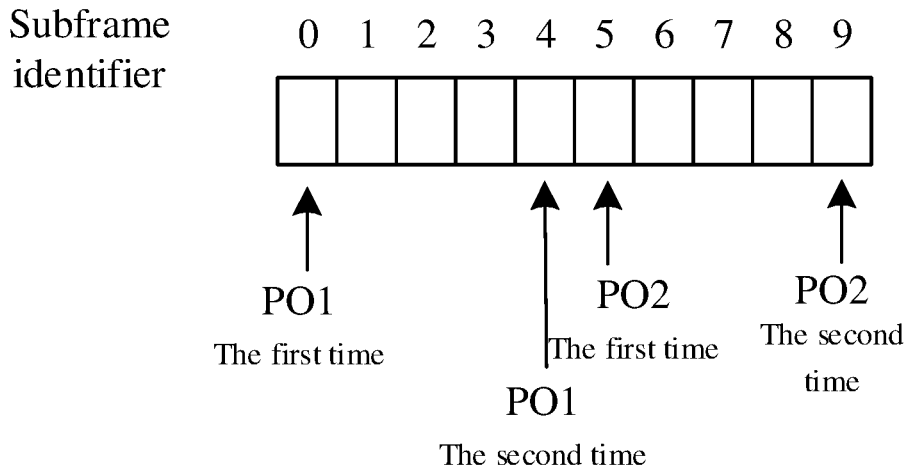 Subframe
identifier
0 1 2 3 4 5 6 7 8 9
PO1
The first time
PO1
The second time
PO2
The first time
PO2
The second
time